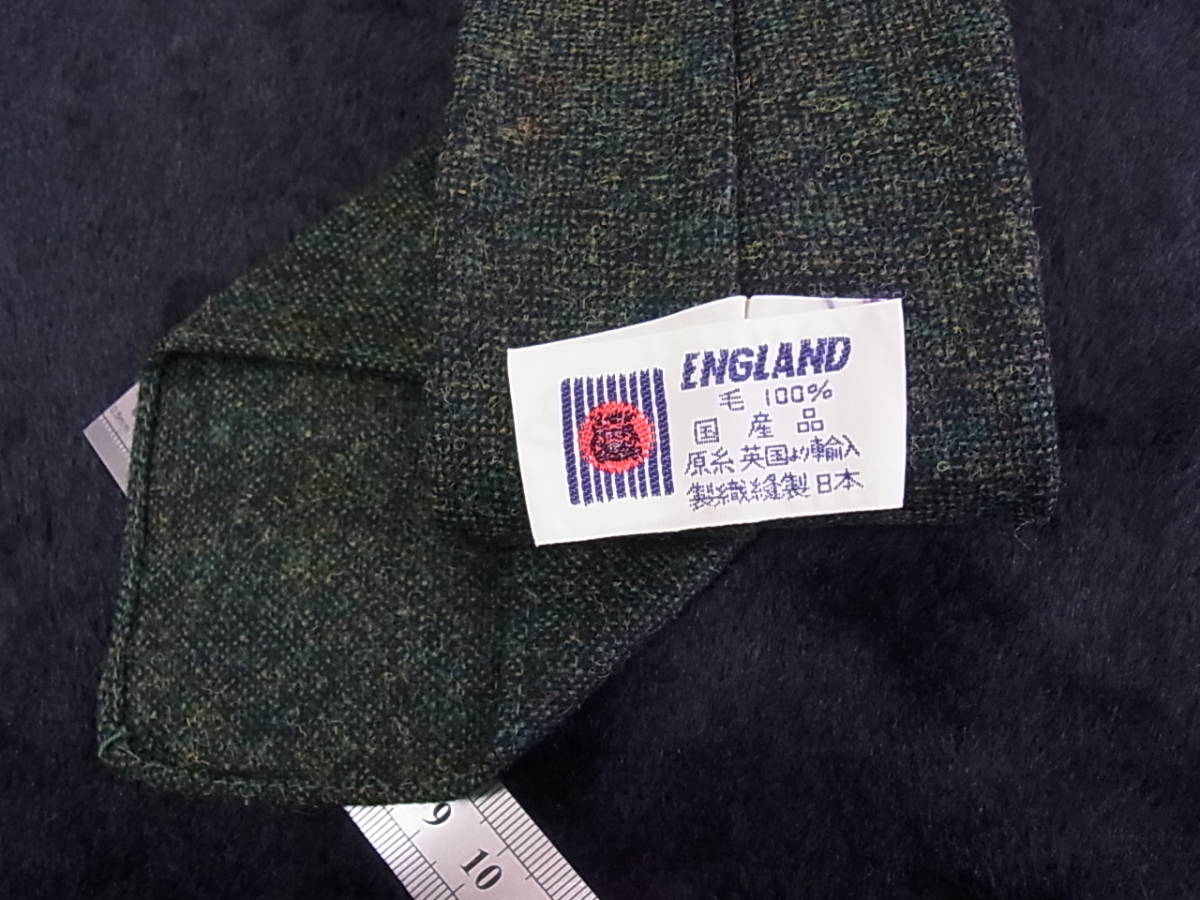 ENGLAND
毛 100%
国産品
原糸英国より輸入
製織縫製日本
9
10